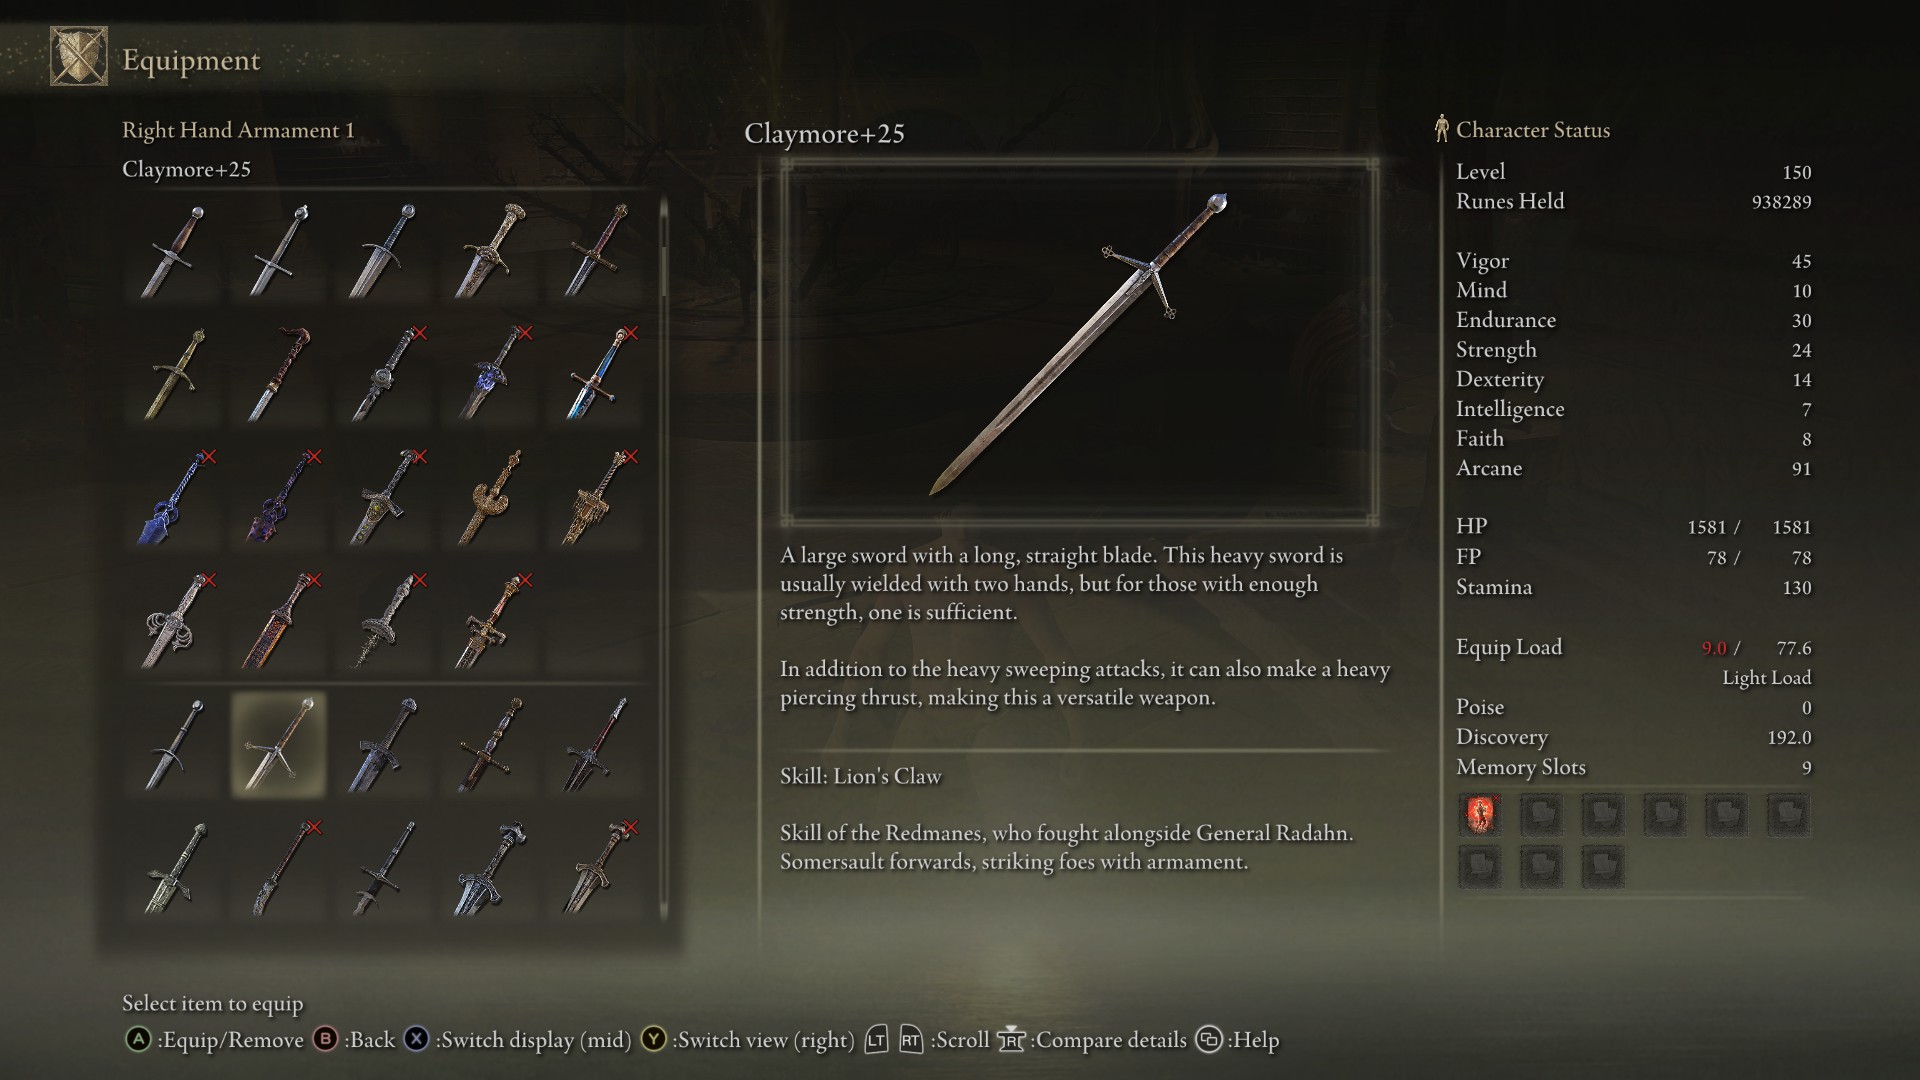 Equipment
Right Hand Armament 1
Claymore+25
Claymore+25
A large sword with a long, straight blade. This heavy sword is
usually wielded with two hands, but for those with enough
strength, one is sufficient.
In addition to the heavy sweeping attacks, it can also make a heavy
piercing thrust, making this a versatile weapon.
Skill: Lion's Claw
Skill of the Redmanes, who fought alongside General Radahn.
Somersault forwards, striking foes with armament.
Character Status
Level 150
Runes Held 938289
Vigor 45
Mind 10
Endurance 30
Strength 24
Dexterity 14
Intelligence 7
Faith 8
Arcane 91
HP 1581 / 1581
FP 78 / 78
Stamina 130
Equip Load 9.0 / 77.6
Light Load
Poise 0
Discovery 192.0
Memory Slots 9
Select item to equip
A :Equip/Remove B :Back X :Switch display (mid) Y :Switch view (right) LT RT :Scroll R :Compare details :Help